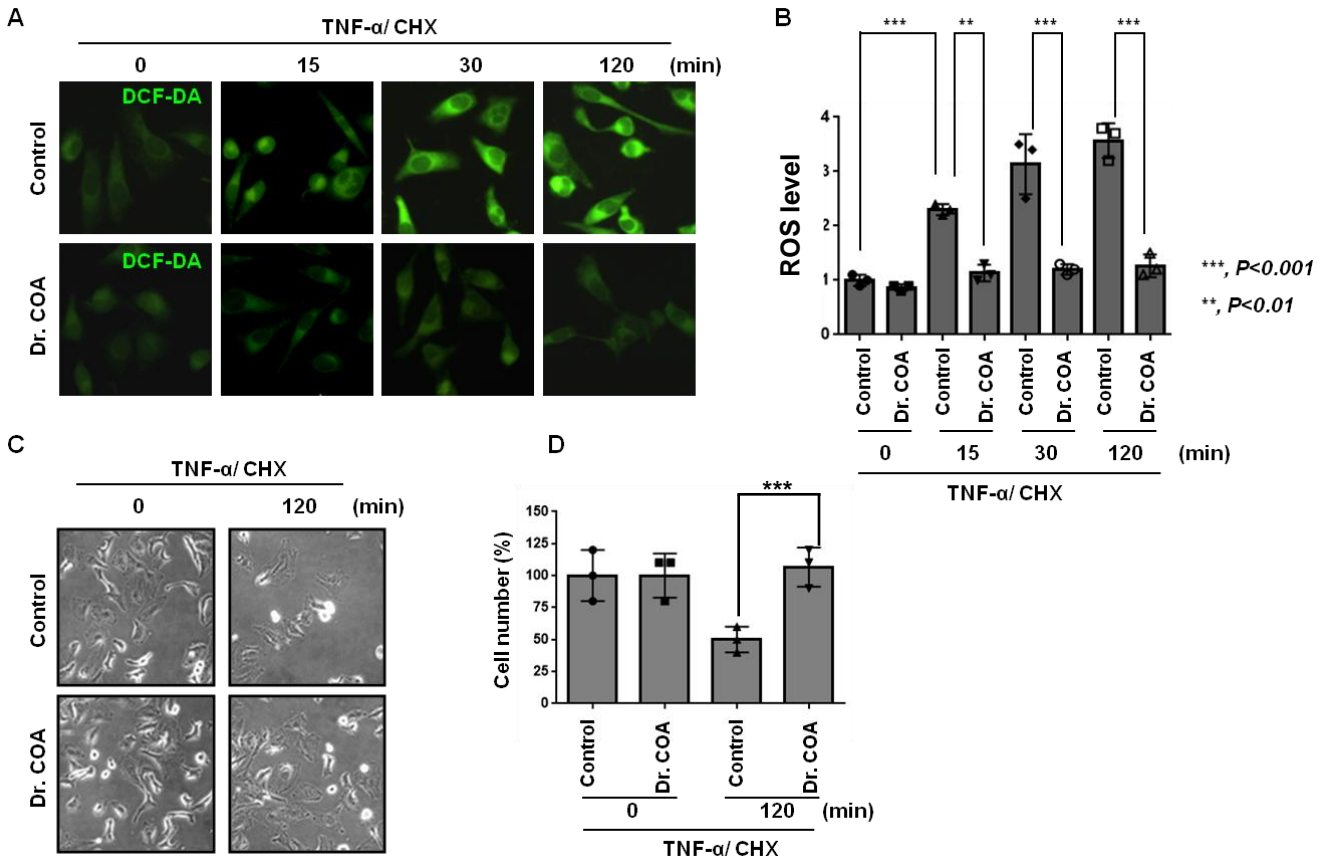 A
TNF-α/ CHX
0 15 30 120 (min)
Control
DCF-DA
Dr. COA
DCF-DA
B
*** ** *** ***
ROS level
4
3
2
1
0
Control Dr. COA Control Dr. COA Control Dr. COA Control Dr. COA
0 15 30 120 (min)
TNF-α/ CHX
***, P<0.001
**, P<0.01
C
TNF-α/ CHX
0 120 (min)
Control
Dr. COA
D
***
Cell number (%)
150
125
100
75
50
25
0
Control Dr. COA Control Dr. COA
0 120 (min)
TNF-α/ CHX